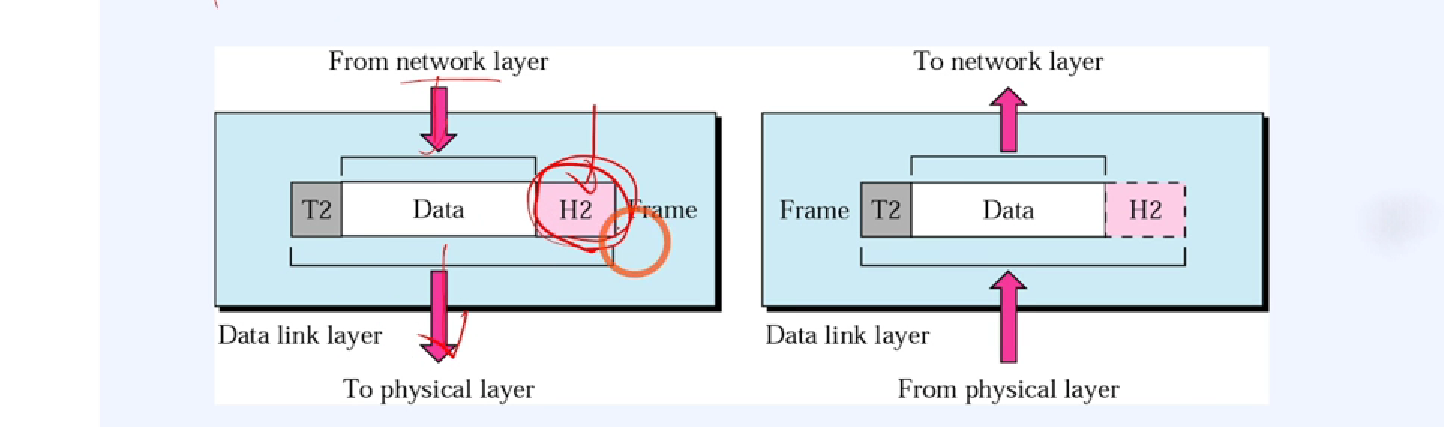 From network layer
To network layer
T2 Data H2 Frame
Frame T2 Data H2
Data link layer
Data link layer
To physical layer
From physical layer